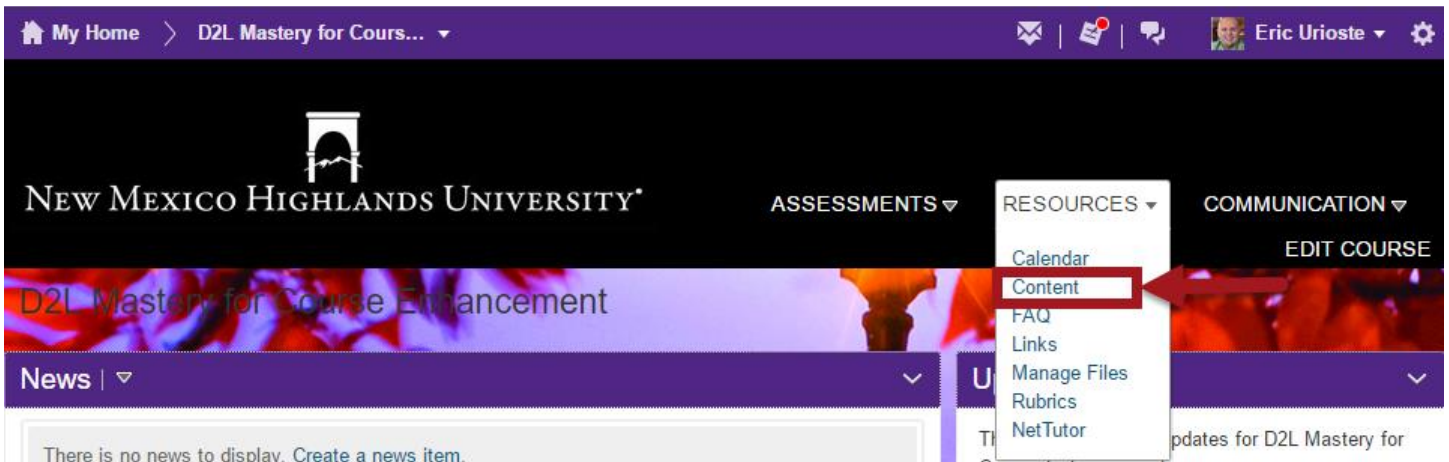 My Home > D2L Mastery for Cours...
Eric Urioste
NEW MEXICO HIGHLANDS UNIVERSITY
ASSESSMENTS
RESOURCES
COMMUNICATION
EDIT COURSE
Calendar
Content
FAQ
Links
Manage Files
Rubrics
NetTutor
D2L Mastery for Course Enhancement
News
There is no news to display. Create a news item.
pdates for D2L Mastery for